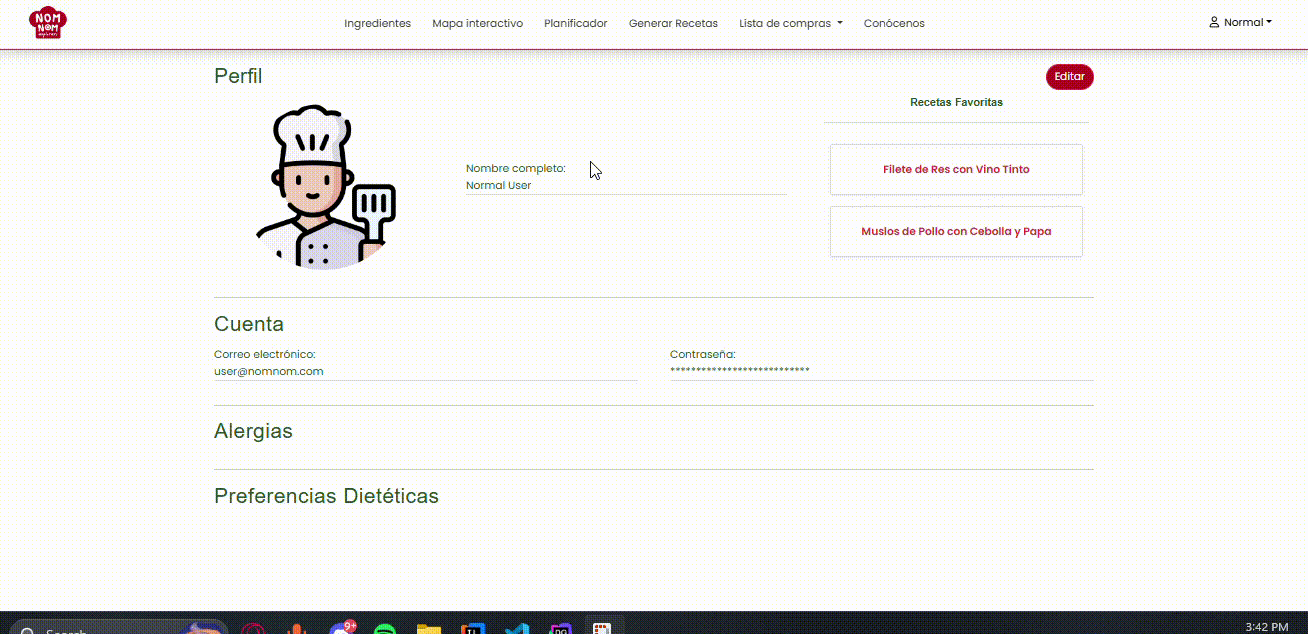 NOM
NOM
Ingredientes Mapa interactivo Planificador Generar Recetas Lista de compras Conócenos
Normal
Perfil
Editar
Recetas Favoritas
Nombre completo:
Normal User
Filete de Res con Vino Tinto
Muslos de Pollo con Cebolla y Papa
Cuenta
Correo electrónico:
user@nomnom.com
Contraseña:
***************************
Alergias
Preferencias Dietéticas
Search
9+
DG
3:42 PM